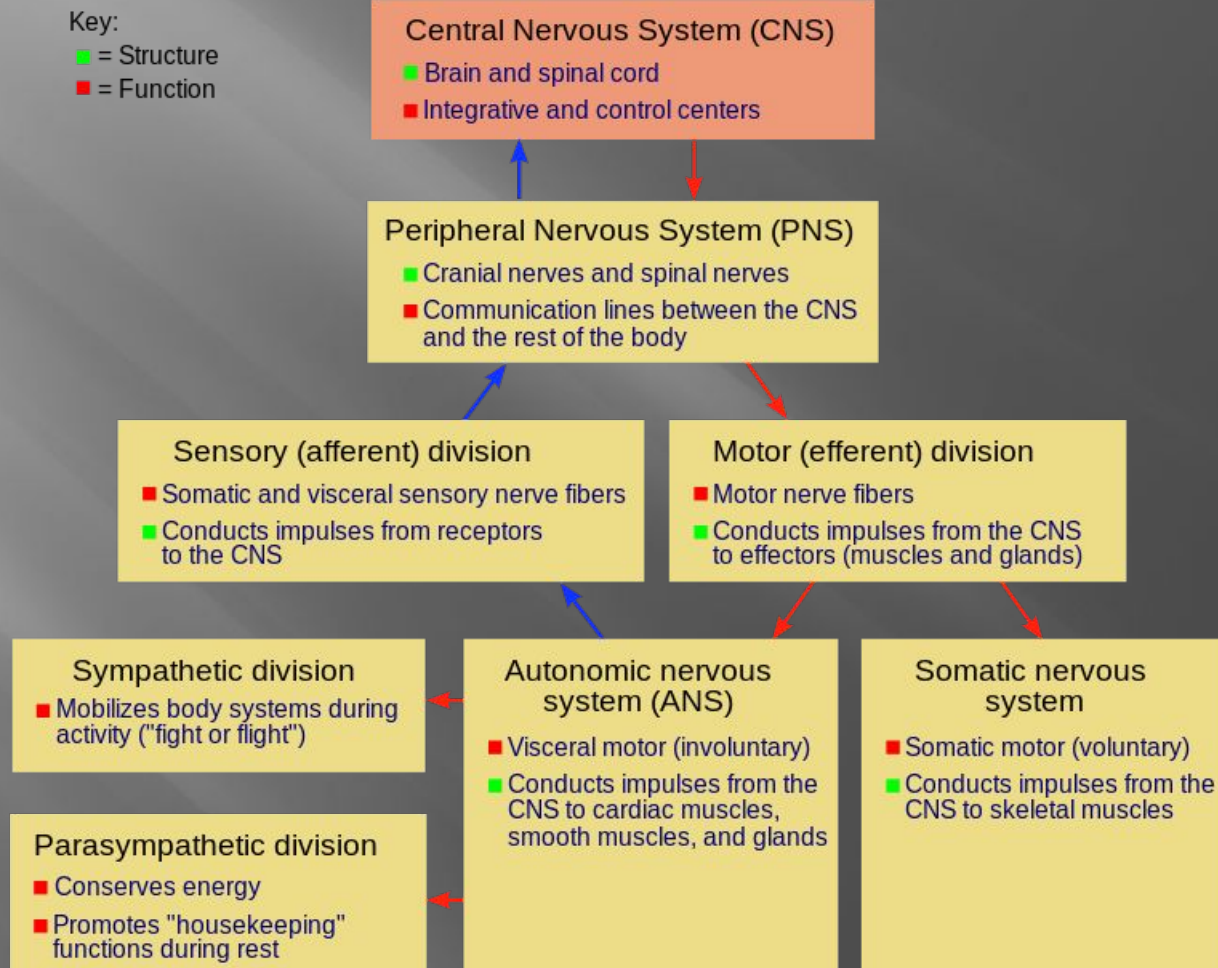 Key:
= Structure
= Function
Central Nervous System (CNS)
Brain and spinal cord
Integrative and control centers
Peripheral Nervous System (PNS)
Cranial nerves and spinal nerves
Communication lines between the CNS
and the rest of the body
Sensory (afferent) division
Somatic and visceral sensory nerve fibers
Conducts impulses from receptors
to the CNS
Motor (efferent) division
Motor nerve fibers
Conducts impulses from the CNS
to effectors (muscles and glands)
Sympathetic division
Mobilizes body systems during
activity ("fight or flight")
Parasympathetic division
Conserves energy
Promotes "housekeeping"
functions during rest
Autonomic nervous
system (ANS)
Visceral motor (involuntary)
Conducts impulses from the
CNS to cardiac muscles,
smooth muscles, and glands
Somatic nervous
system
Somatic motor (voluntary)
Conducts impulses from the
CNS to skeletal muscles